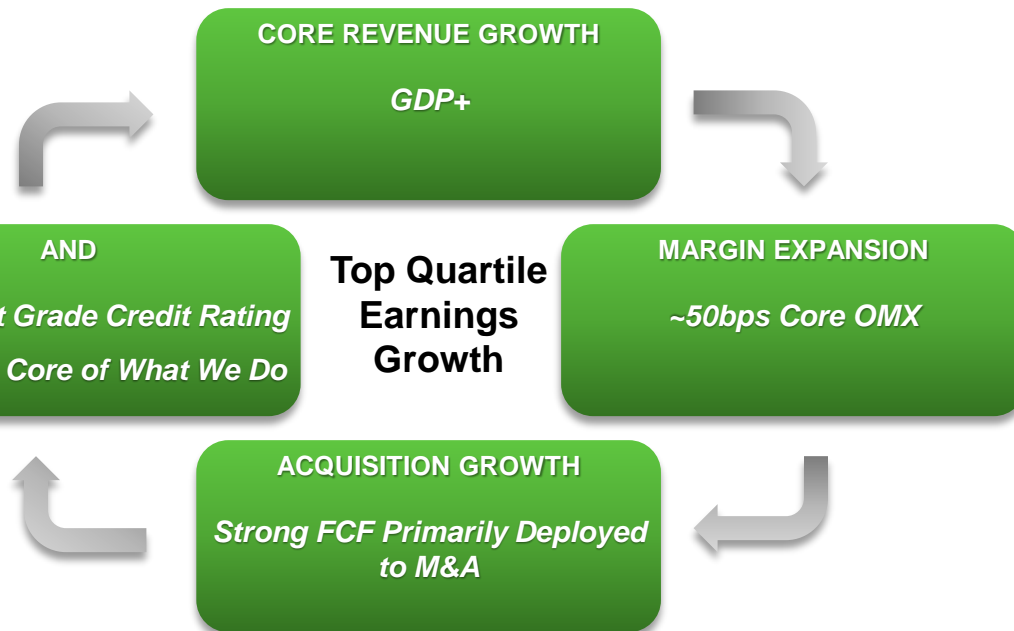 CORE REVENUE GROWTH
GDP+
AND
Grade Credit Rating
Core of What We Do
Top Quartile
Earnings
Growth
MARGIN EXPANSION
~50bps Core OMX
ACQUISITION GROWTH
Strong FCF Primarily Deployed
to M&A